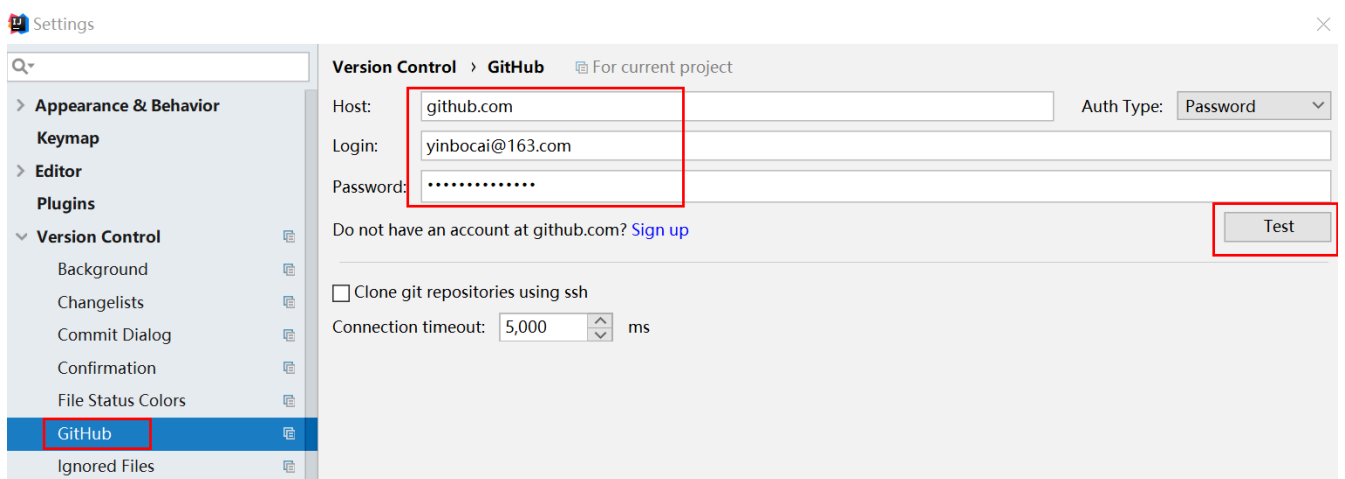 Settings
Version Control › GitHub For current project
Appearance & Behavior
Keymap
Editor
Plugins
Version Control
Background
Changelists
Commit Dialog
Confirmation
File Status Colors
GitHub
Ignored Files
Host: github.com Auth Type: Password
Login: yinbocai@163.com
Password: ••••••••••••••
Do not have an account at github.com? Sign up
Test
Clone git repositories using ssh
Connection timeout: 5,000 ms